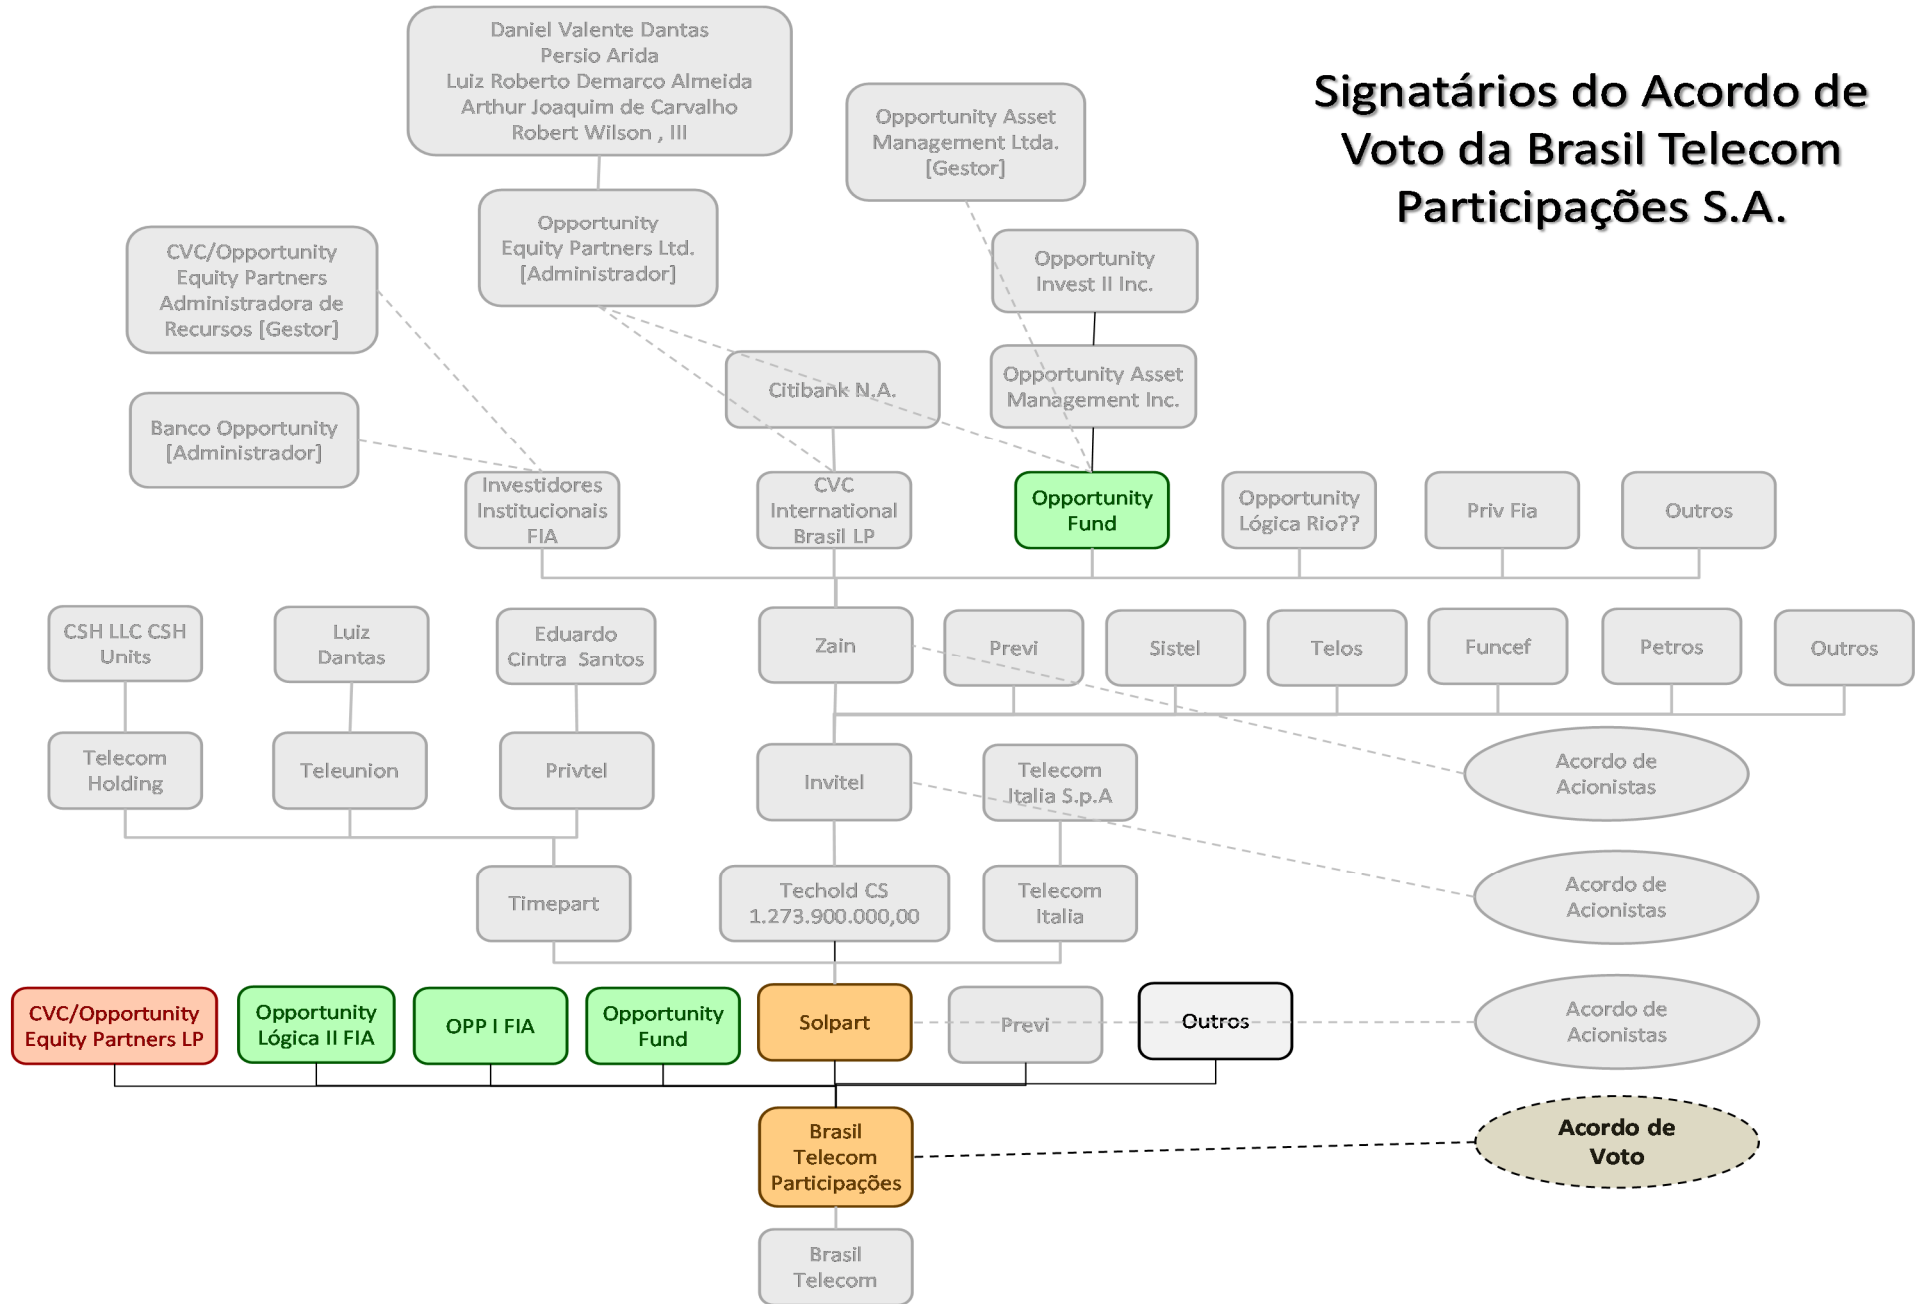 Signatários do Acordo de
Voto da Brasil Telecom
Participações S.A.
Daniel Valente Dantas
Persio Arida
Luiz Roberto Demarco Almeida
Arthur Joaquim de Carvalho
Robert Wilson , III
Opportunity Asset
Management Ltda.
[Gestor]
CVC/Opportunity
Equity Partners
Administradora de
Recursos [Gestor]
Opportunity
Equity Partners Ltd.
[Administrador]
Opportunity
Invest II Inc.
Citibank N.A.
Opportunity Asset
Management Inc.
Banco Opportunity
[Administrador]
Investidores
Institucionais
FIA
CVC
International
Brasil LP
Opportunity
Fund
Opportunity
Lógica Rio??
Priv Fia
Outros
CSH LLC CSH
Units
Luiz
Dantas
Eduardo
Cintra  Santos
Zain
Previ
Sistel
Telos
Funcef
Petros
Outros
Telecom
Holding
Teleunion
Privtel
Invitel
Telecom
Italia S.p.A
Acordo de
Acionistas
Timepart
Techold CS
1.273.900.000,00
Telecom
Italia
Acordo de
Acionistas
CVC/Opportunity
Equity Partners LP
Opportunity
Lógica II FIA
OPP I FIA
Opportunity
Fund
Solpart
Previ
Outros
Acordo de
Acionistas
Brasil
Telecom
Participações
Acordo de
Voto
Brasil
Telecom